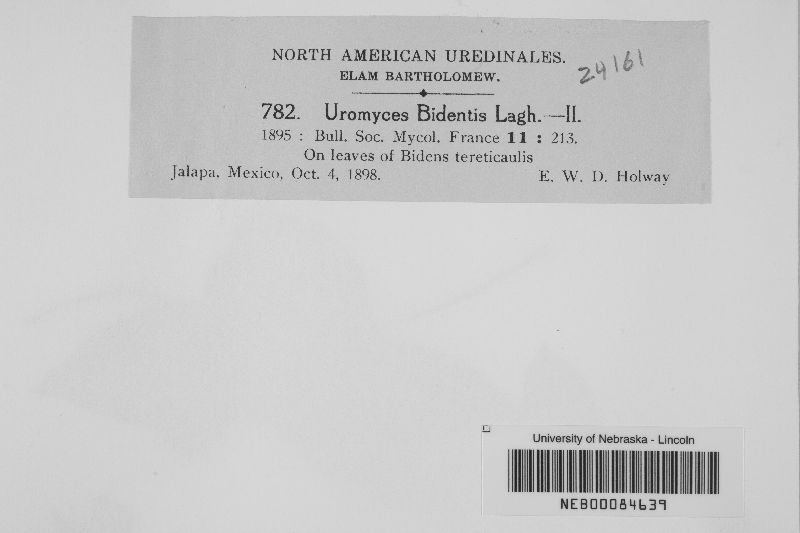 NORTH AMERICAN UREDINALES.
ELAM BARTHOLOMEW.
24161
782. Uromyces Bidentis Lagh.—II.
1895 : Bull. Soc. Mycol. France 11 : 213.
On leaves of Bidens tereticaulis
Jalapa, Mexico, Oct. 4, 1898. E. W. D. Holway
University of Nebraska - Lincoln
NEB00084639